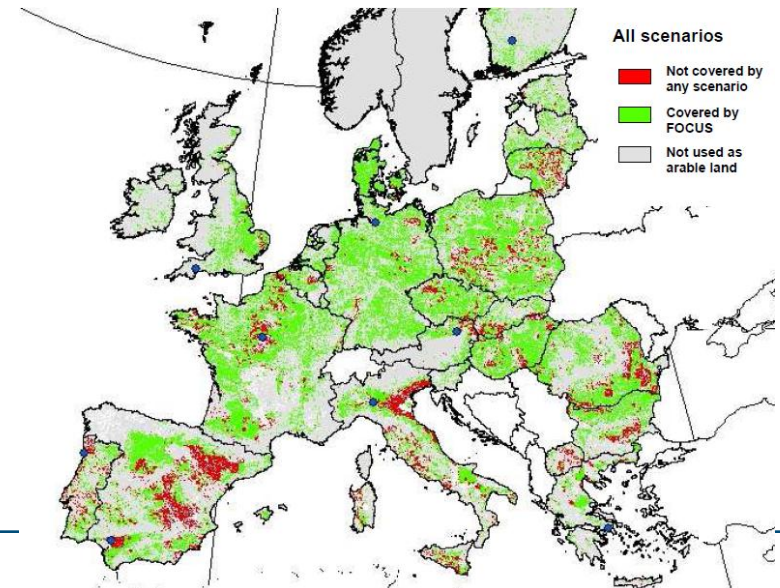 All scenarios
Not covered by
any scenario
Covered by
FOCUS
Not used as
arable land